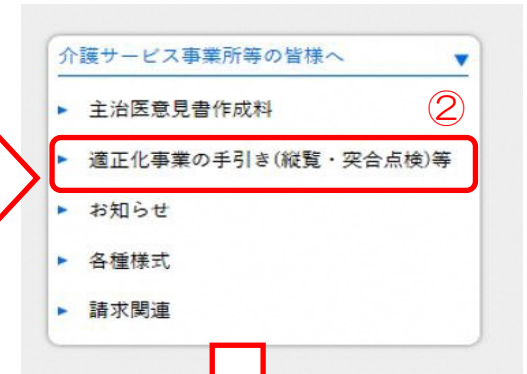 介護サービス事業所等の皆様へ ▼
► 主治医意見書作成料
②
► 適正化事業の手引き(縦覧・突合点検)等
► お知らせ
► 各種様式
► 請求関連